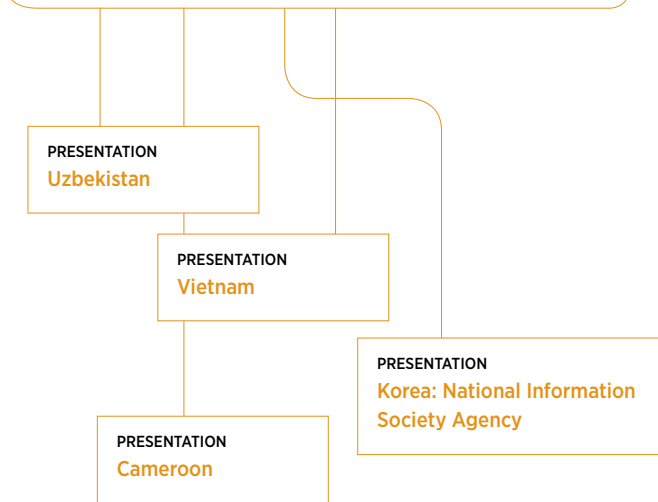 PRESENTATION
Uzbekistan
PRESENTATION
Vietnam
PRESENTATION
Korea: National Information
Society Agency
PRESENTATION
Cameroon